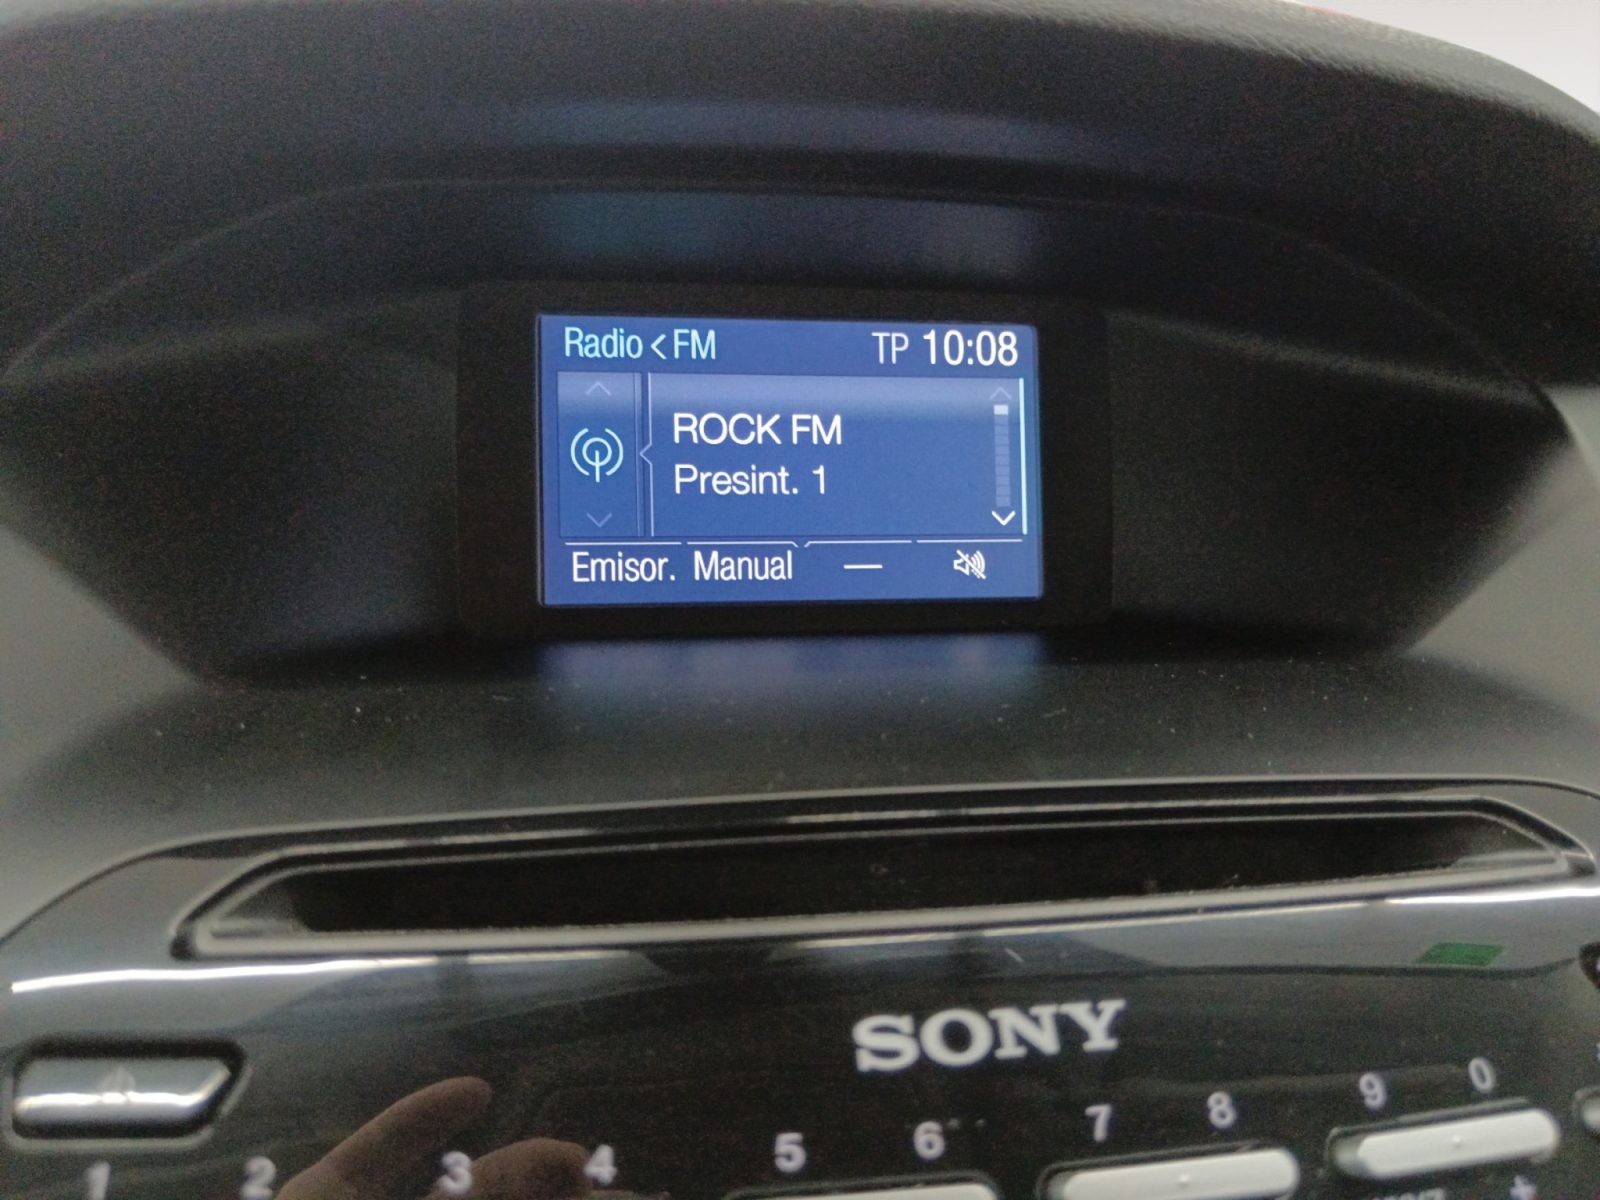 Radio < FM TP 10:08
ROCK FM
Presint. 1
Emisor. Manual —
SONY
1 2 3 4 5 6 7 8 9 0